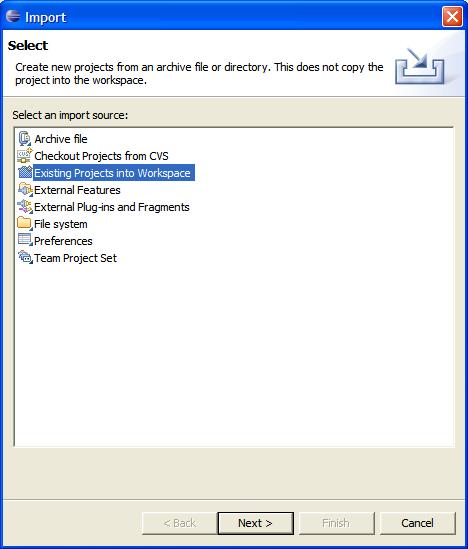 Import
Select
Create new projects from an archive file or directory. This does not copy the
project into the workspace.
Select an import source:
Archive file
Checkout Projects from CVS
Existing Projects into Workspace
External Features
External Plug-ins and Fragments
File system
Preferences
Team Project Set
< Back Next > Finish Cancel